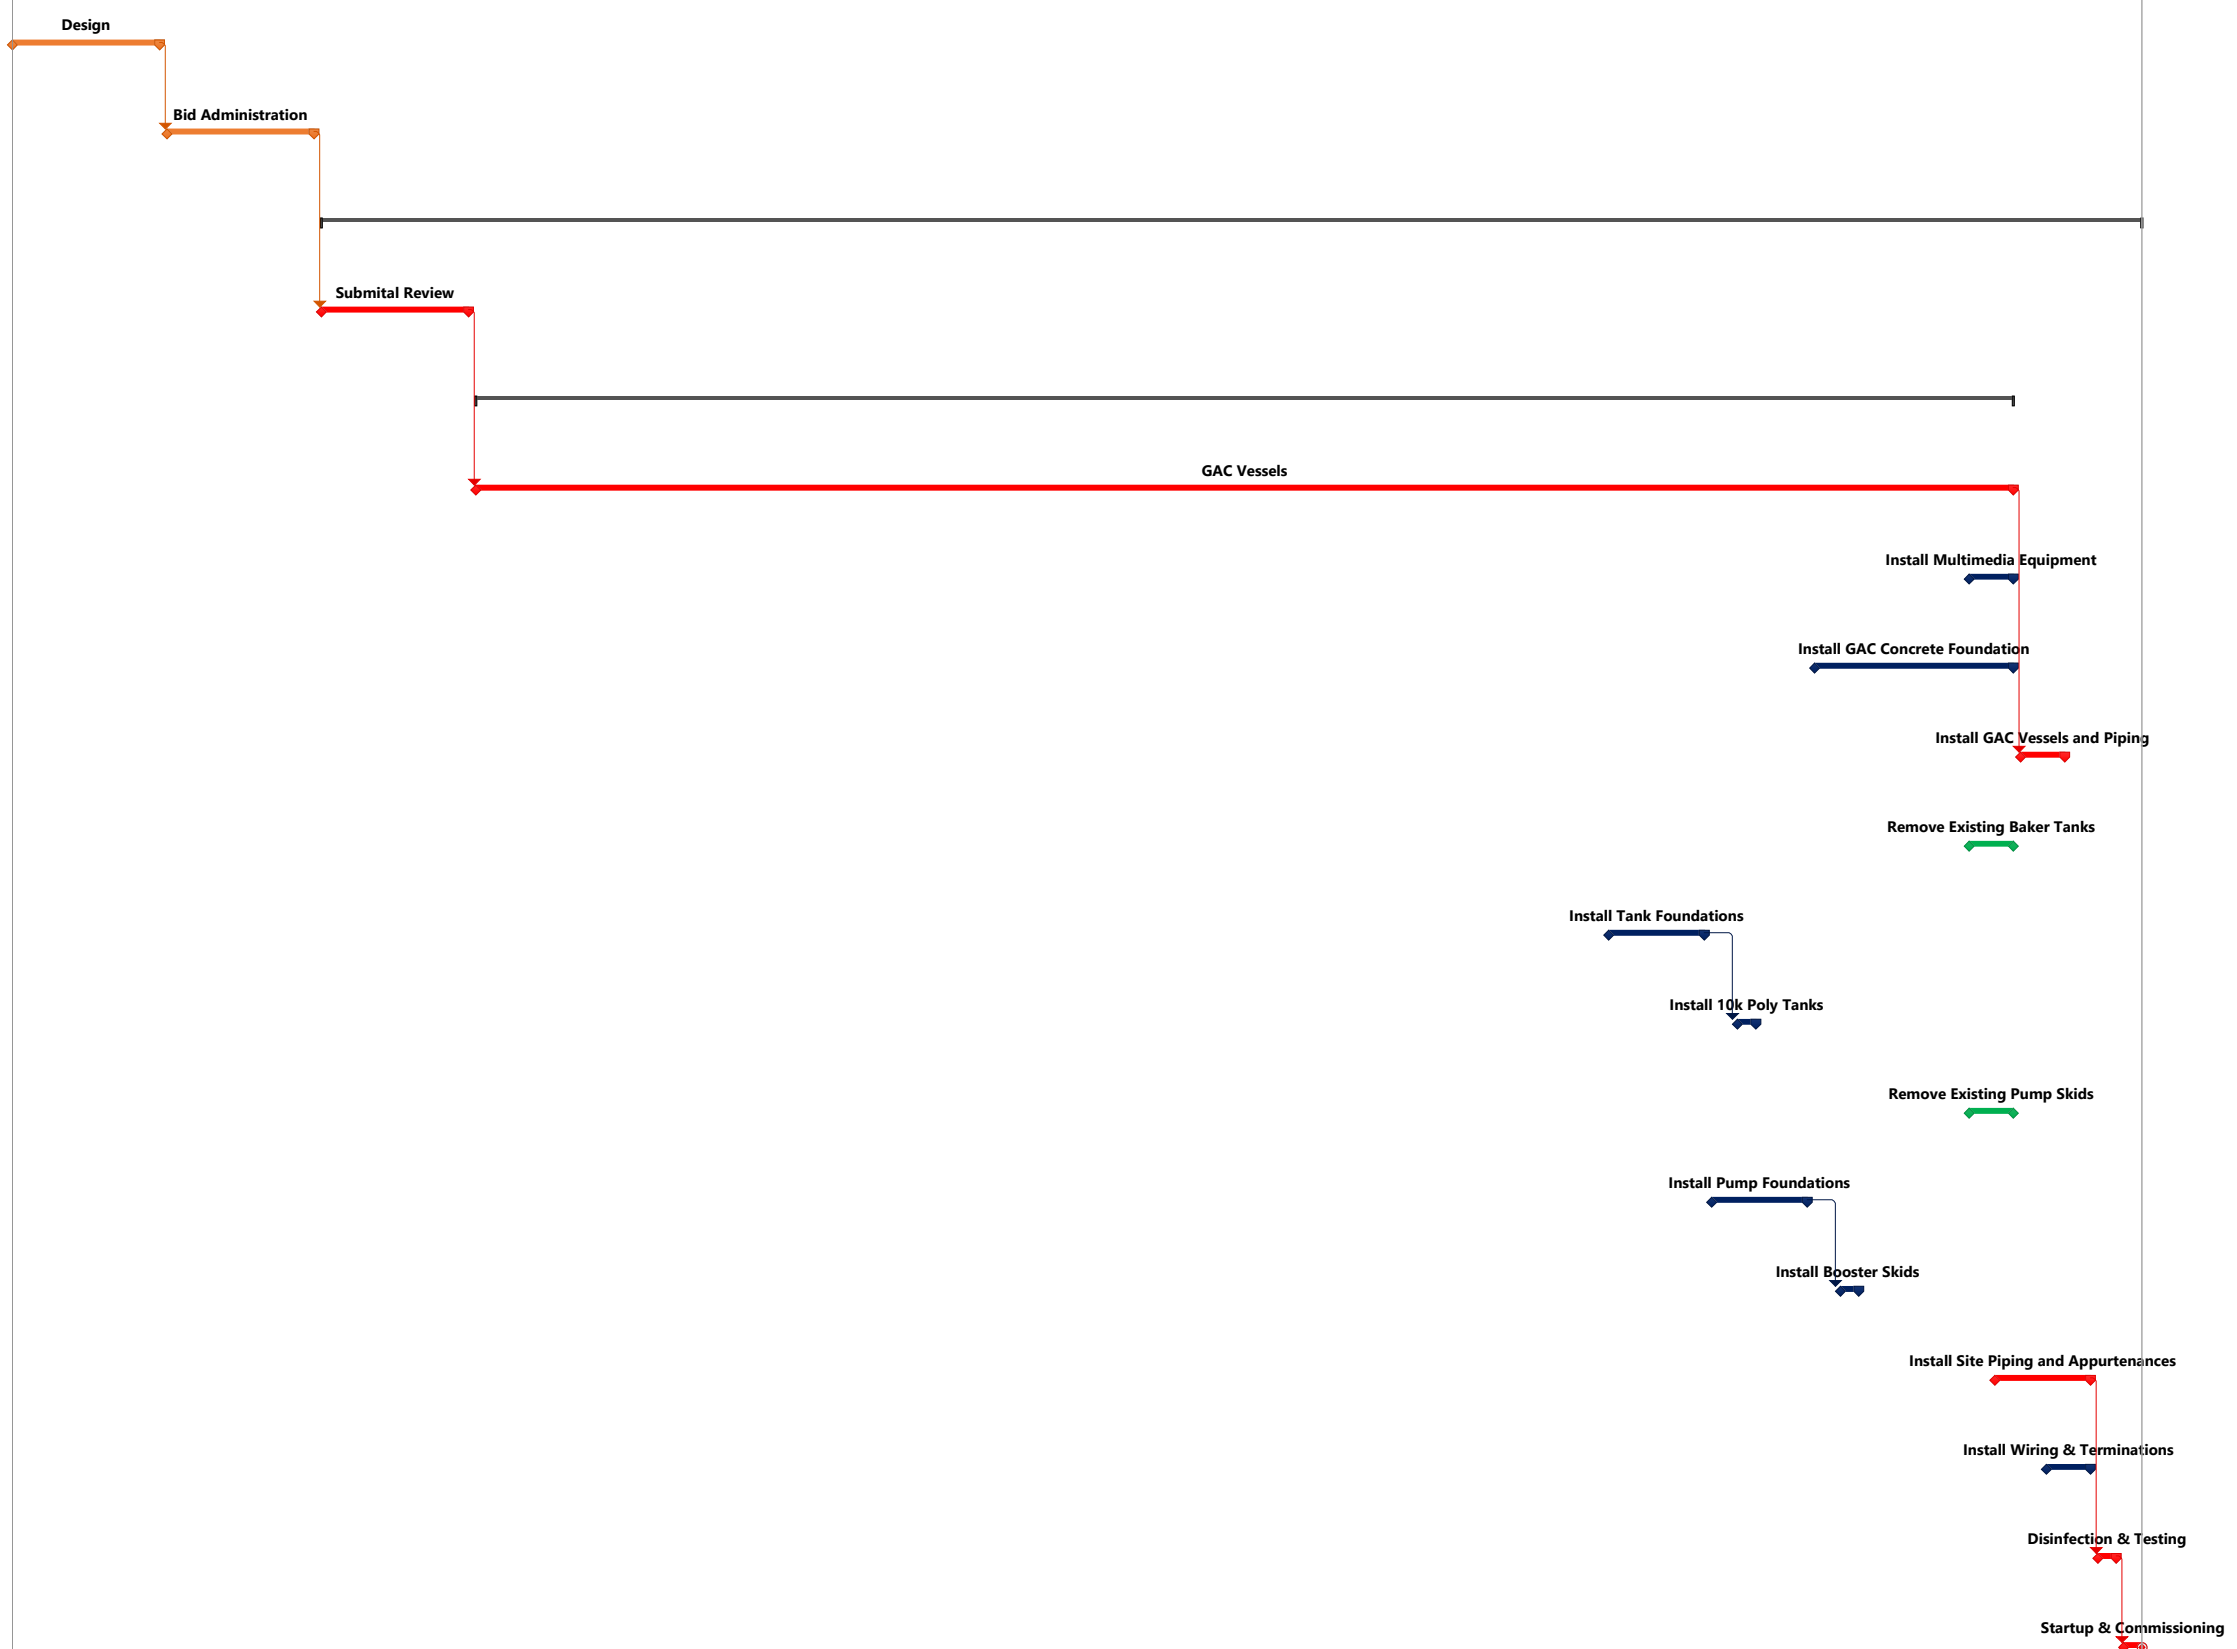 Design
Bid Administration
Submital Review
GAC Vessels
Install Multimedia Equipment
Install GAC Concrete Foundation
Install GAC Vessels and Piping
Remove Existing Baker Tanks
Install Tank Foundations
Install 10k Poly Tanks
Remove Existing Pump Skids
Install Pump Foundations
Install Booster Skids
Install Site Piping and Appurtenances
Install Wiring & Terminations
Disinfection & Testing
Startup & Commissioning